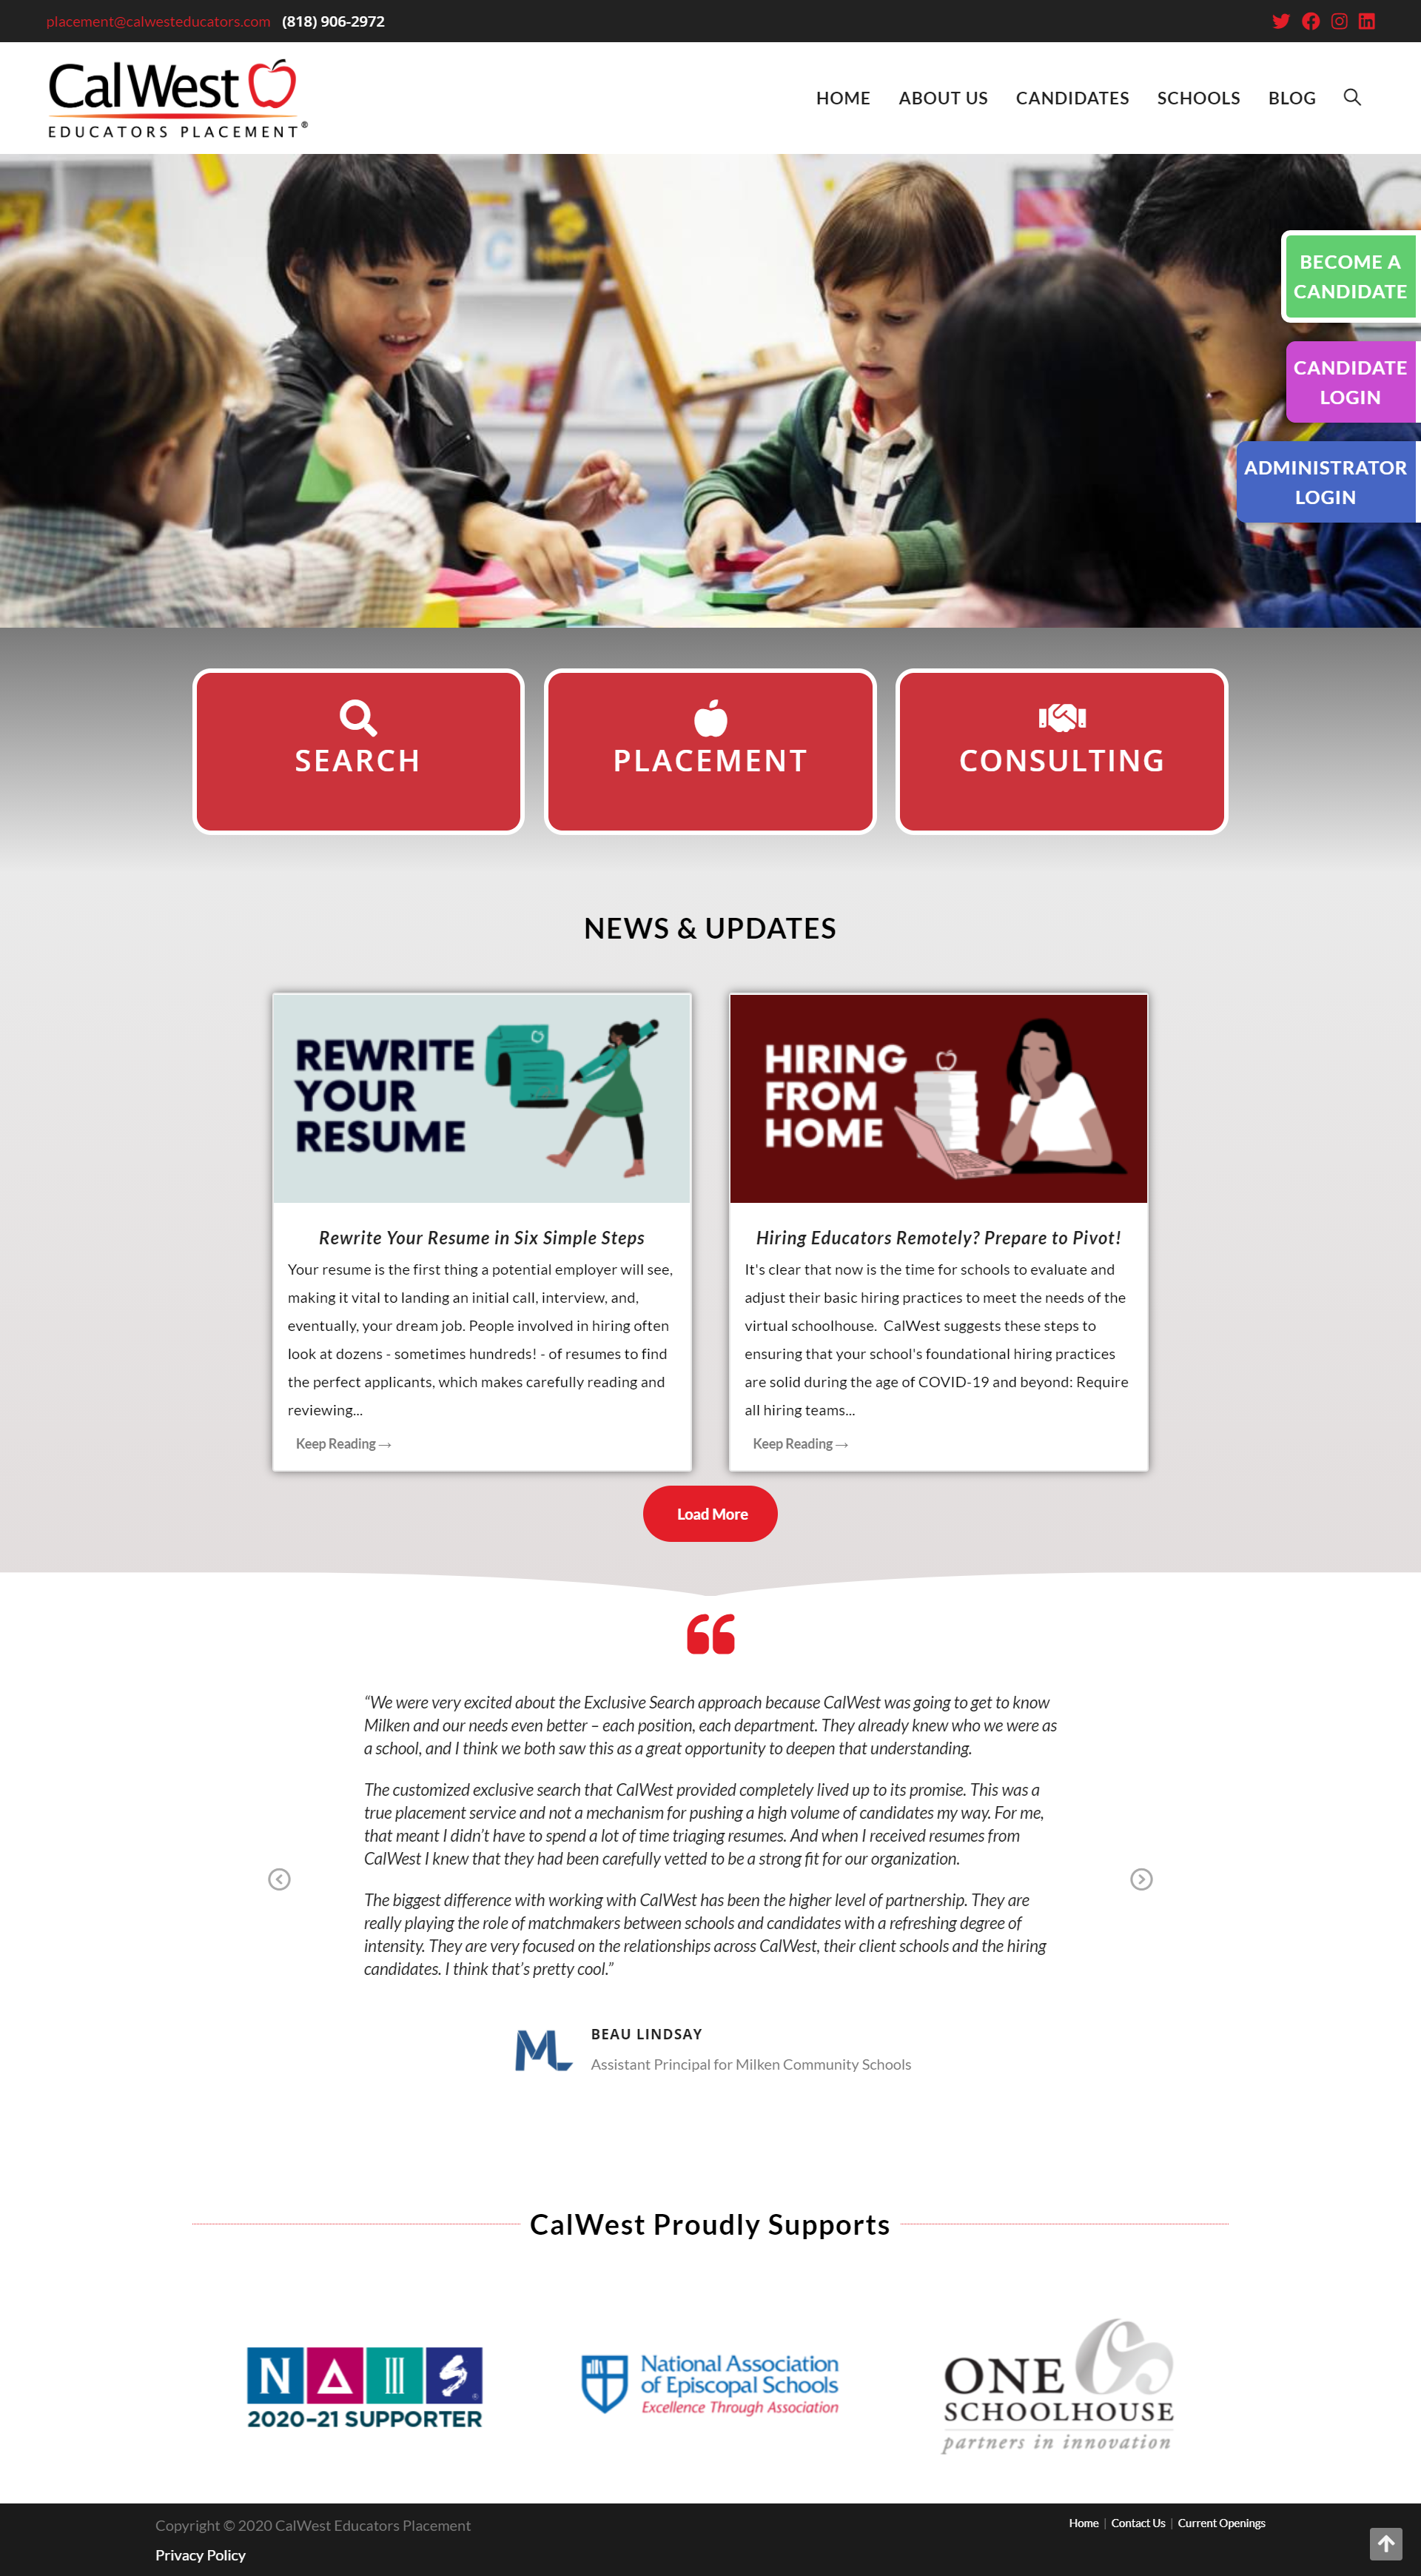 placement@calwesteducators.com (818) 906-2972
CalWest
EDUCATORS PLACEMENT®
HOME ABOUT US CANDIDATES SCHOOLS BLOG
BECOME A
CANDIDATE
CANDIDATE
LOGIN
ADMINISTRATOR
LOGIN
SEARCH
PLACEMENT
CONSULTING
NEWS & UPDATES
REWRITE
YOUR
RESUME
Rewrite Your Resume in Six Simple Steps
Your resume is the first thing a potential employer will see,
making it vital to landing an initial call, interview, and,
eventually, your dream job. People involved in hiring often
look at dozens - sometimes hundreds! - of resumes to find
the perfect applicants, which makes carefully reading and
reviewing...
Keep Reading →
HIRING
FROM
HOME
Hiring Educators Remotely? Prepare to Pivot!
It's clear that now is the time for schools to evaluate and
adjust their basic hiring practices to meet the needs of the
virtual schoolhouse.  CalWest suggests these steps to
ensuring that your school's foundational hiring practices
are solid during the age of COVID-19 and beyond: Require
all hiring teams...
Keep Reading →
Load More
“We were very excited about the Exclusive Search approach because CalWest was going to get to know
Milken and our needs even better – each position, each department. They already knew who we were as
a school, and I think we both saw this as a great opportunity to deepen that understanding.
The customized exclusive search that CalWest provided completely lived up to its promise. This was a
true placement service and not a mechanism for pushing a high volume of candidates my way. For me,
that meant I didn’t have to spend a lot of time triaging resumes. And when I received resumes from
CalWest I knew that they had been carefully vetted to be a strong fit for our organization.
The biggest difference with working with CalWest has been the higher level of partnership. They are
really playing the role of matchmakers between schools and candidates with a refreshing degree of
intensity. They are very focused on the relationships across CalWest, their client schools and the hiring
candidates. I think that’s pretty cool.”
ML
BEAU LINDSAY
Assistant Principal for Milken Community Schools
CalWest Proudly Supports
NAIS®
2020-21 SUPPORTER
National Association
of Episcopal Schools
Excellence Through Association
ONE
SCHOOLHOUSE
partners in innovation
Copyright © 2020 CalWest Educators Placement
Privacy Policy
Home | Contact Us | Current Openings